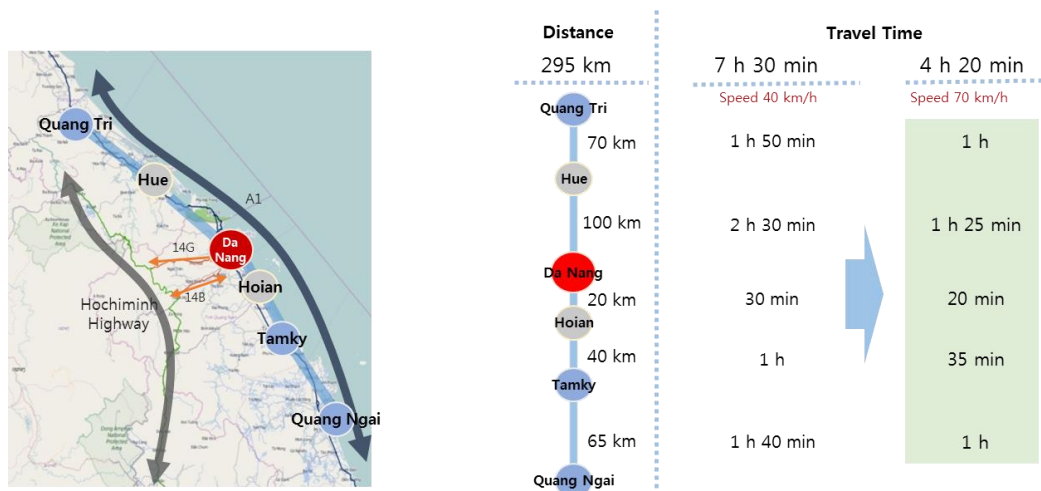 Quang Tri
Hue
A1
Da
Nang
14G
14B
Hoian
Hochiminh
Highway
Tamky
Quang Ngai
Distance
Travel Time
295 km
7 h 30 min
4 h 20 min
Speed 40 km/h
Speed 70 km/h
Quang Tri
70 km
1 h 50 min
1 h
Hue
100 km
2 h 30 min
1 h 25 min
Da Nang
20 km
30 min
20 min
Hoian
40 km
1 h
35 min
Tamky
65 km
1 h 40 min
1 h
Quang Ngai